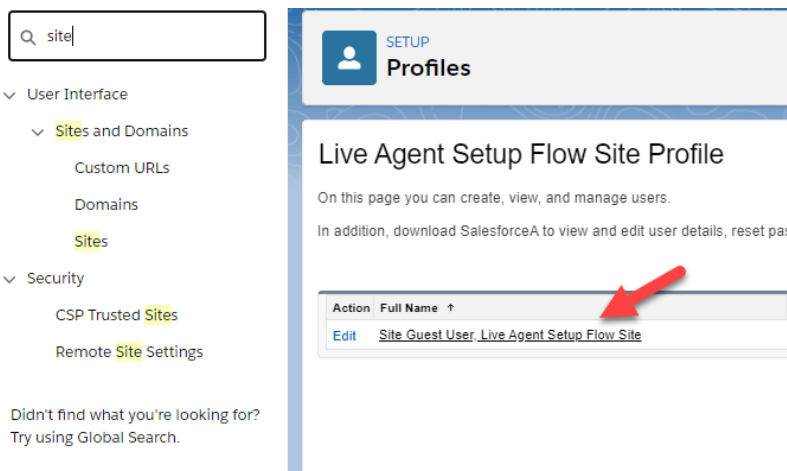 site
User Interface
Sites and Domains
Custom URLs
Domains
Sites
Security
CSP Trusted Sites
Remote Site Settings
Didn't find what you're looking for?
Try using Global Search.
SETUP
Profiles
Live Agent Setup Flow Site Profile
On this page you can create, view, and manage users.
In addition, download SalesforceA to view and edit user details, reset
Action Full Name ↑
Edit Site Guest User, Live Agent Setup Flow Site